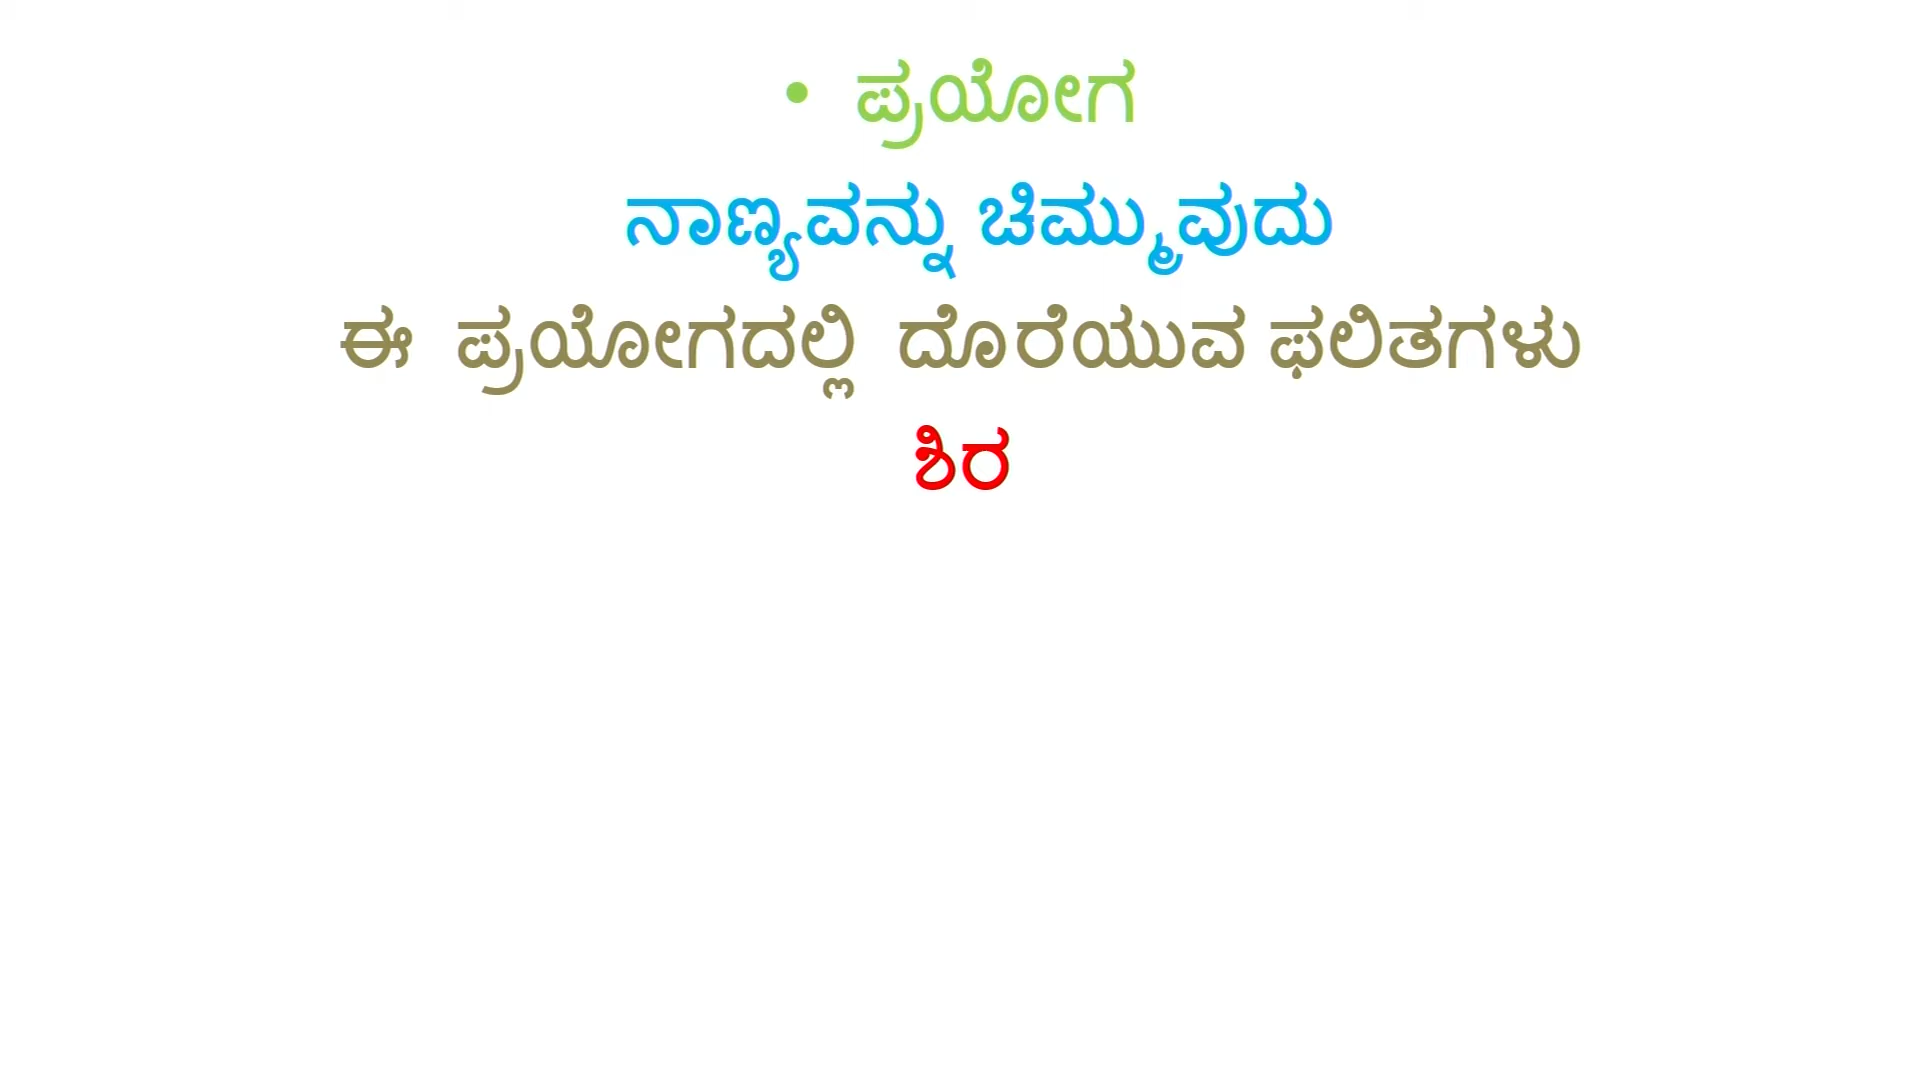 • ಪ್ರಯೋಗ
ನಾಣ್ಯವನ್ನು ಚಿಮ್ಮುವುದು
ಈ ಪ್ರಯೋಗದಲ್ಲಿ ದೊರೆಯುವ ಫಲಿತಗಳು
ಶಿರ